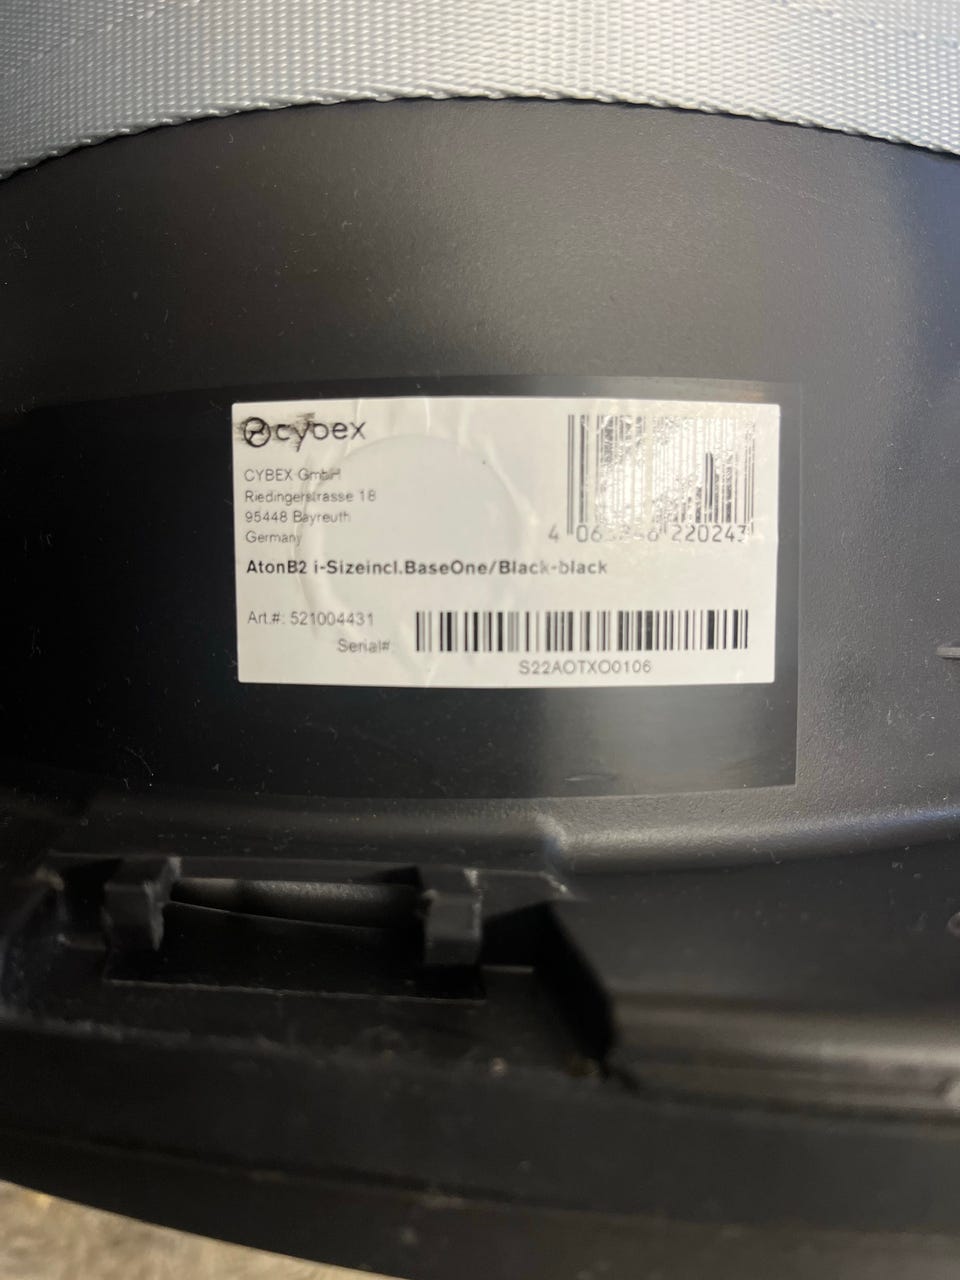 cybex
CYBEX GmbH
Riedingerstrasse 18
95448 Bayreuth
Germany
AtonB2 i-Sizeincl.BaseOne/Black-black
Art.#: 521004431
Serial#:
S22AOTXO0106